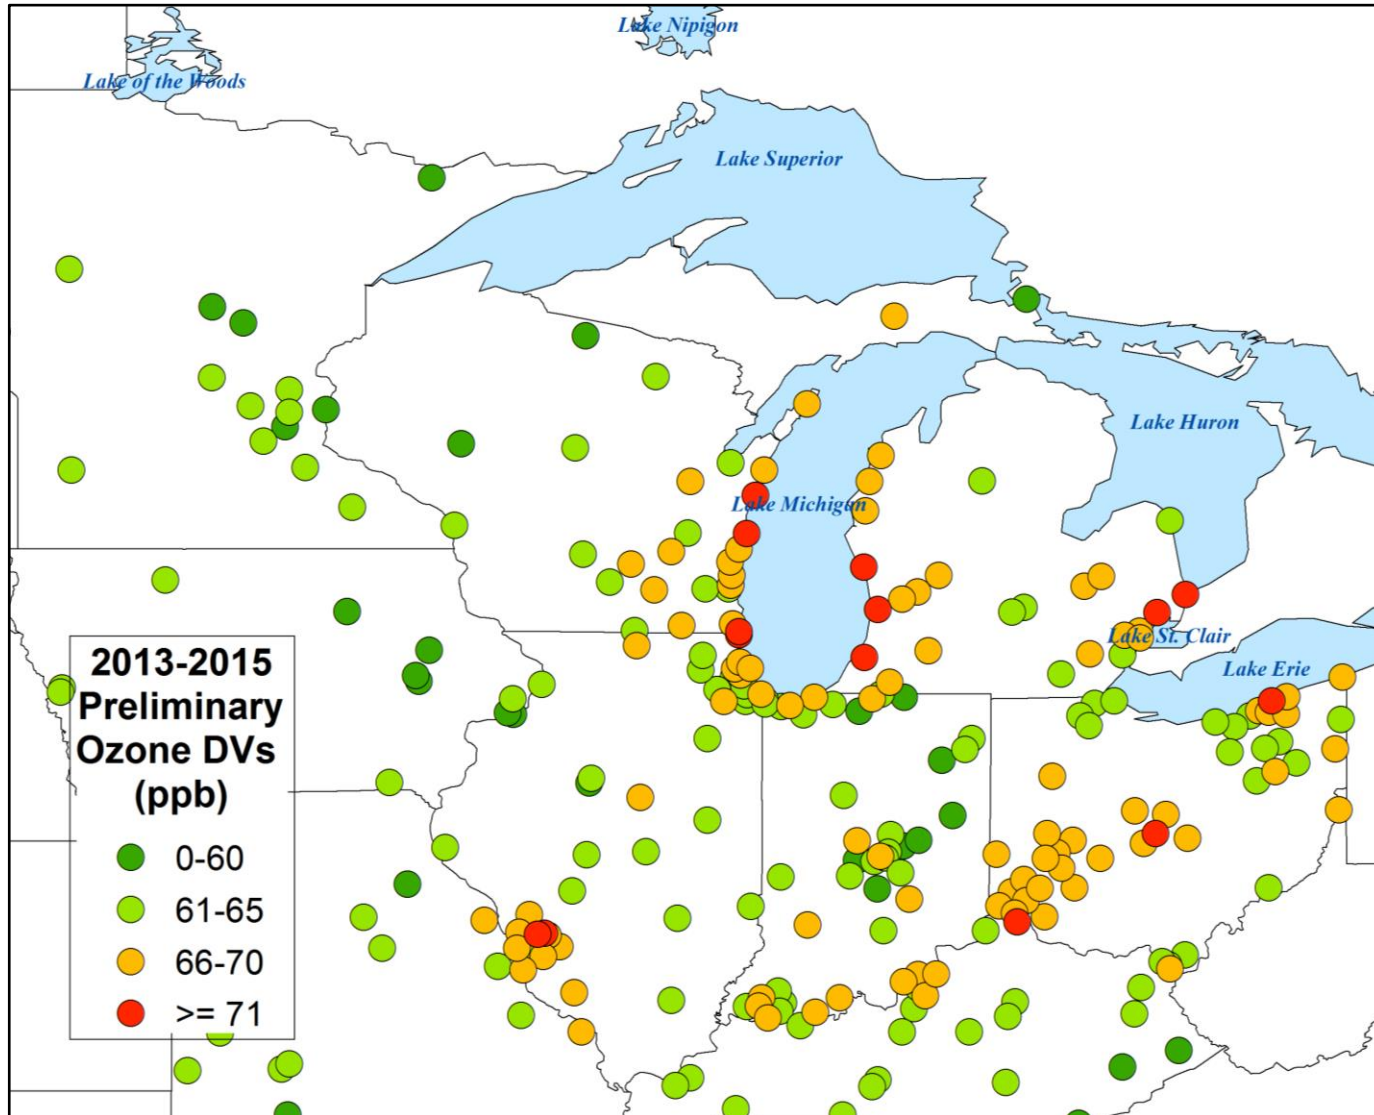 Lake Nipigon
Lake of the Woods
Lake Superior
Lake Huron
Lake Michigan
Lake St. Clair
Lake Erie
2013-2015
Preliminary
Ozone DVs
(ppb)
0-60
61-65
66-70
>= 71